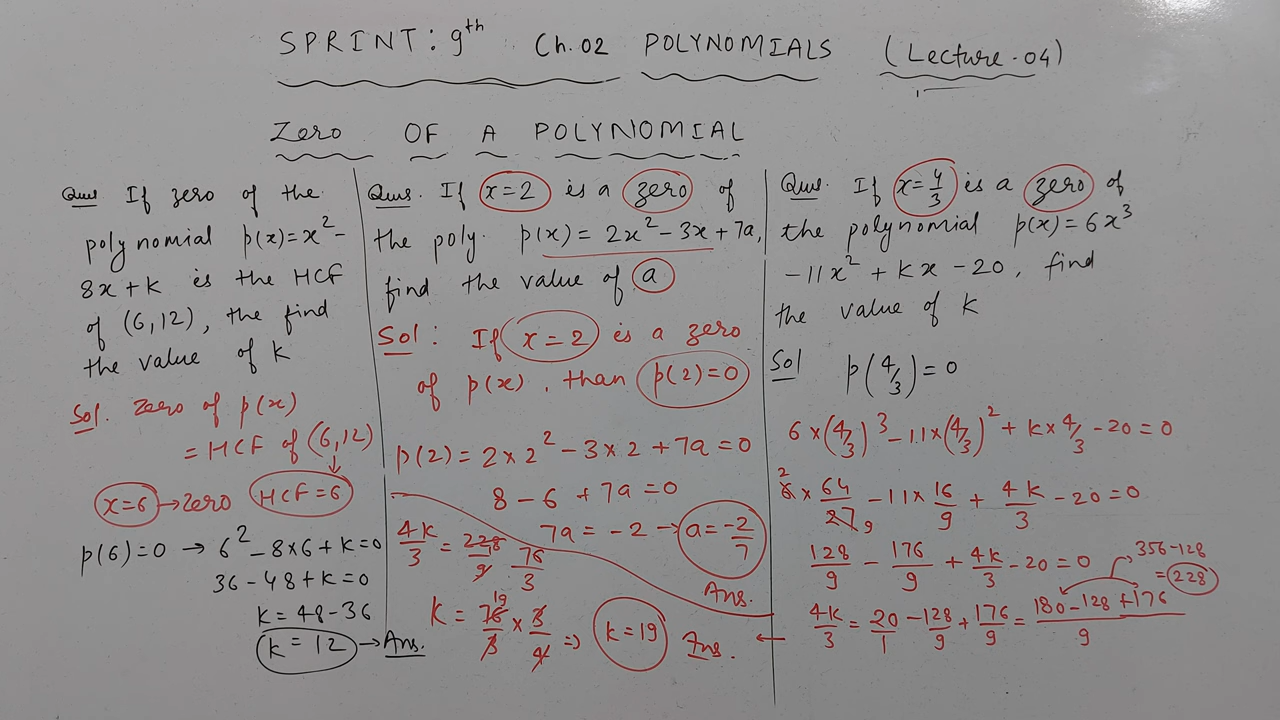 SPRINT: 9th Ch.02 POLYNOMIALS (Lecture-04)
Zero OF A POLYNOMIAL
Ques If zero of the
polynomial p(x)=x²-
8x+k is the HCF
of (6,12), the find
the value of k
Sol. Zero of p(x)
= HCF of (6,12)
↓
x=6 → Zero HCF=6
p(6)=0 → 6²-8×6+k=0
36-48+k=0
k=48-36
k=12 → Ans.
Ques. If x=2 is a zero of
the poly. p(x)=2x²-3x+7a,
find the value of a
Sol: If x=2 is a zero
of p(x), than p(2)=0
p(2)=2×2²-3×2+7a=0
8-6+7a=0
7a=-2 → a=-2/7
Ans.
Ques. If x=4/3 is a zero of
the polynomial p(x)=6x³
-11x²+kx-20, find
the value of k
Sol p(4/3)=0
6×(4/3)³-11×(4/3)²+k×4/3-20=0
2
6×64/27 9-11×16/9+4k/3-20=0
128/9-176/9+4k/3-20=0
356-128
=228
4k/3=20/1-128/9+176/9=180-128+176/9
4k/3=228/9 76/3
19
k=76/3×3/4 ⇒ k=19 Ans. ←